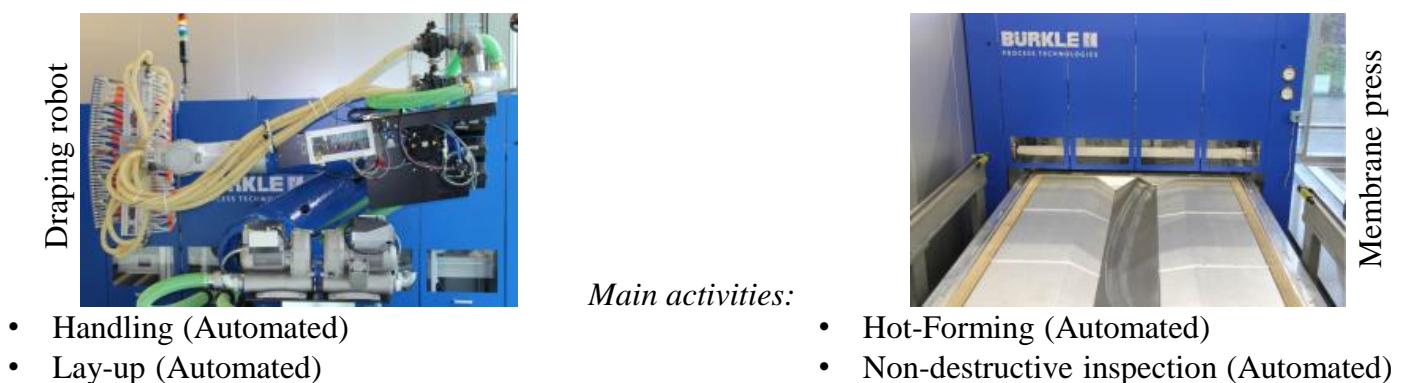 Draping robot
BURKLE
PROCESS TECHNOLOGIES
Membrane press
Main activities:
• Handling (Automated)
• Lay-up (Automated)
• Hot-Forming (Automated)
• Non-destructive inspection (Automated)